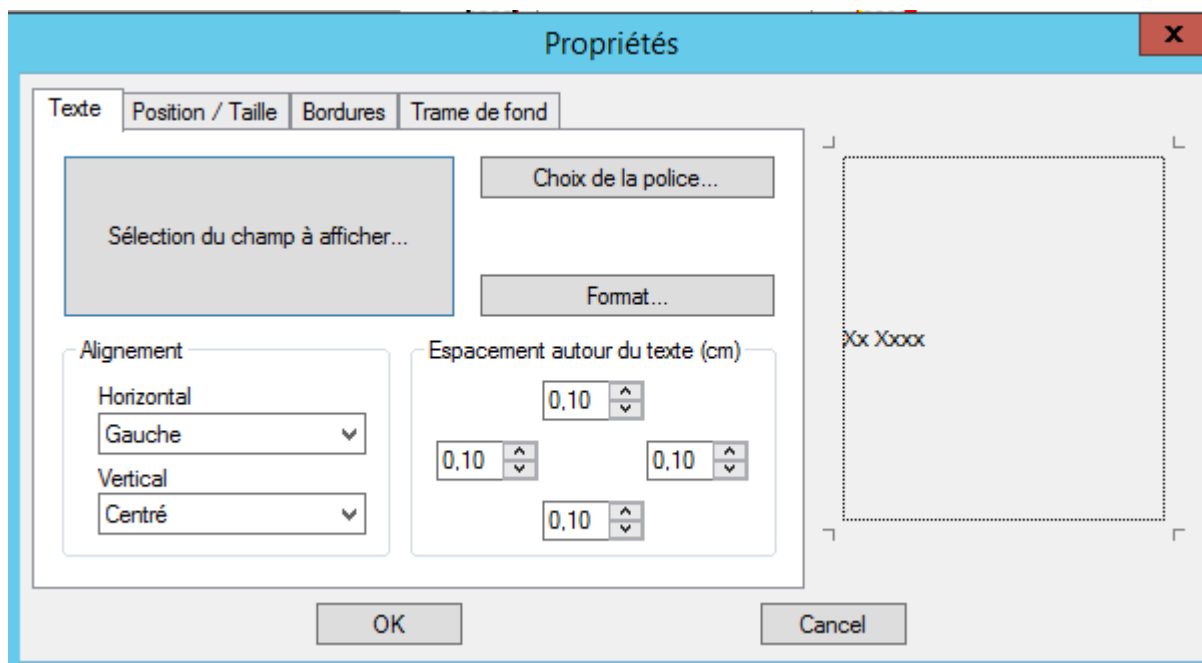 Propriétés
x
Texte Position / Taille Bordures Trame de fond
Sélection du champ à afficher...
Choix de la police...
Format...
Alignement
Horizontal
Gauche
Vertical
Centré
Espacement autour du texte (cm)
0,10
0,10 0,10
0,10
Xx Xxxx
OK Cancel